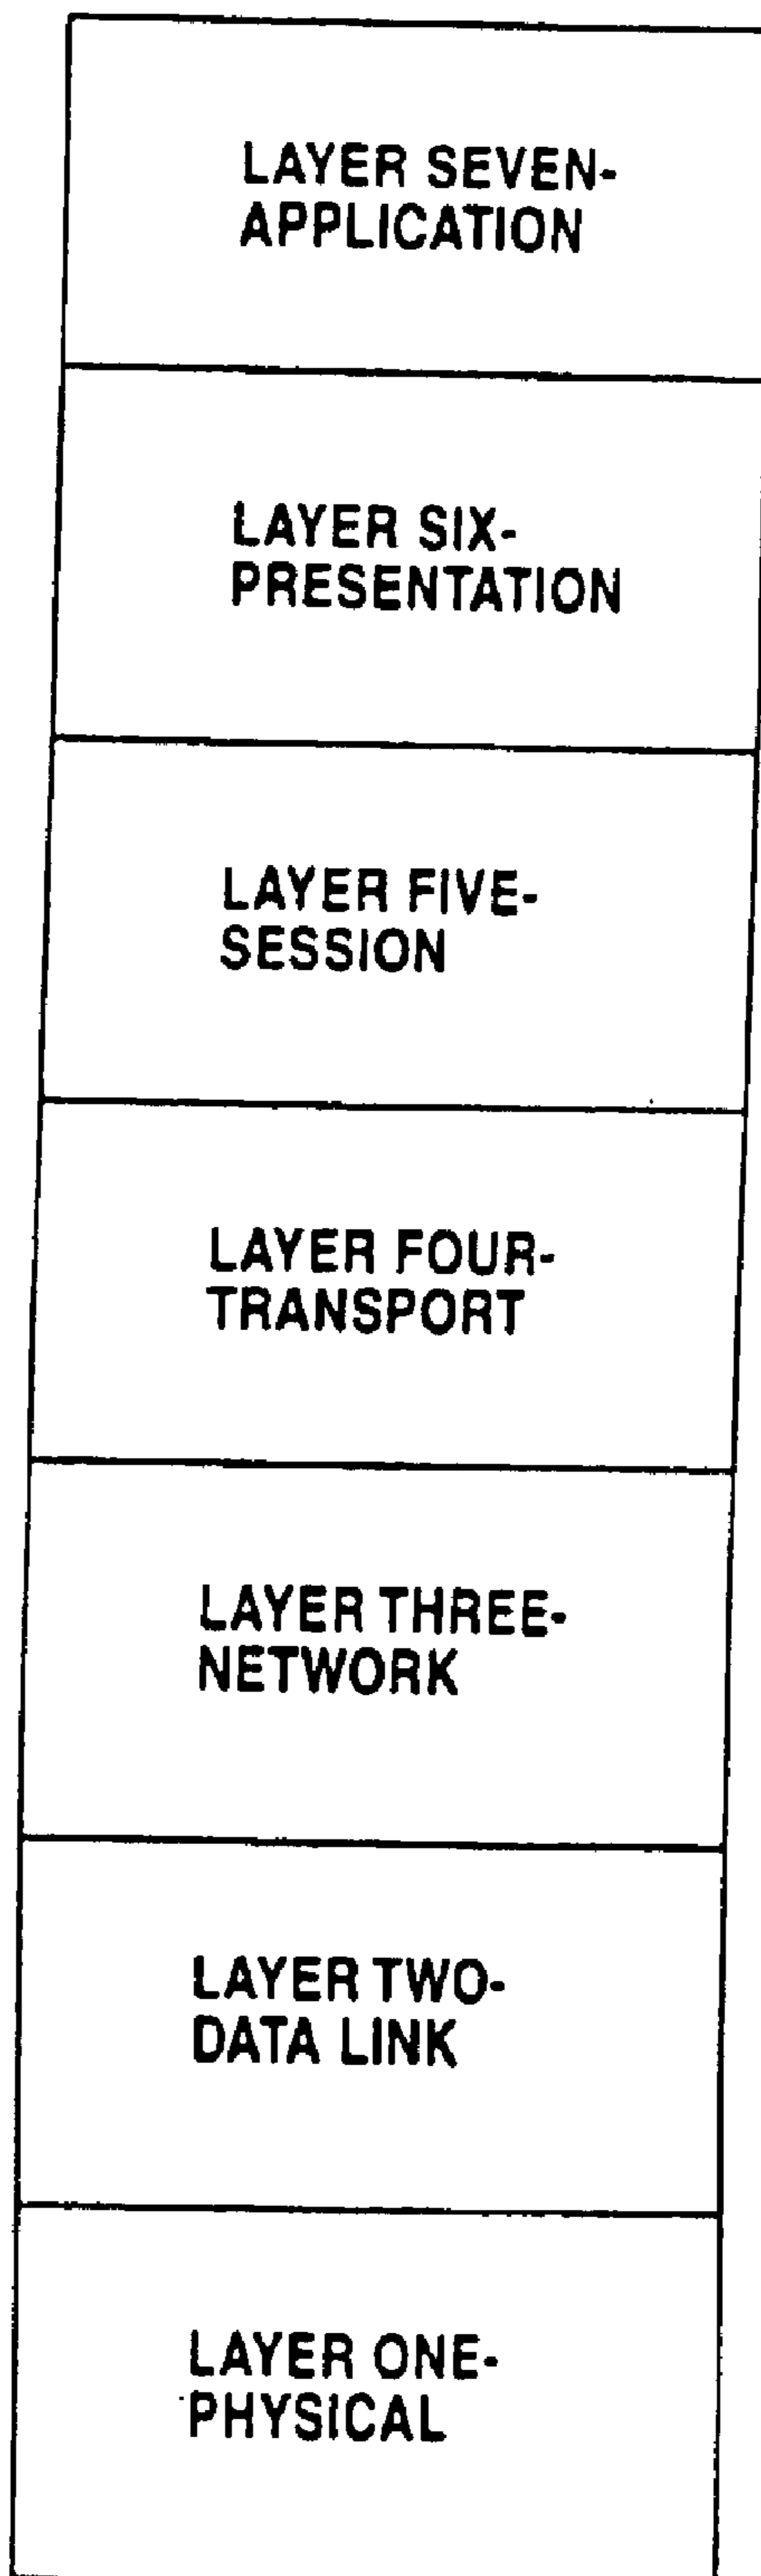 LAYER SEVEN-
APPLICATION
LAYER SIX-
PRESENTATION
LAYER FIVE-
SESSION
LAYER FOUR-
TRANSPORT
LAYER THREE-
NETWORK
LAYER TWO-
DATA LINK
LAYER ONE-
PHYSICAL